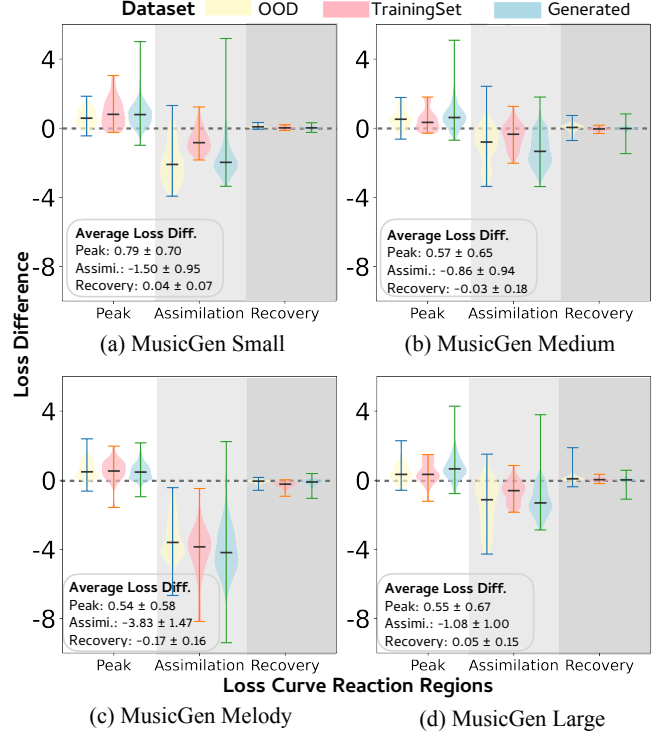 Dataset OOD TrainingSet Generated
Loss Difference
4
0
-4
-8
Average Loss Diff.
Peak: 0.79 ± 0.70
Assimi.: -1.50 ± 0.95
Recovery: 0.04 ± 0.07
Peak Assimilation Recovery
(a) MusicGen Small
4
0
-4
-8
Average Loss Diff.
Peak: 0.57 ± 0.65
Assimi.: -0.86 ± 0.94
Recovery: -0.03 ± 0.18
Peak Assimilation Recovery
(b) MusicGen Medium
4
0
-4
-8
Average Loss Diff.
Peak: 0.54 ± 0.58
Assimi.: -3.83 ± 1.47
Recovery: -0.17 ± 0.16
Peak Assimilation Recovery
4
0
-4
-8
Average Loss Diff.
Peak: 0.55 ± 0.67
Assimi.: -1.08 ± 1.00
Recovery: 0.05 ± 0.15
Peak Assimilation Recovery
Loss Curve Reaction Regions
(c) MusicGen Melody
(d) MusicGen Large